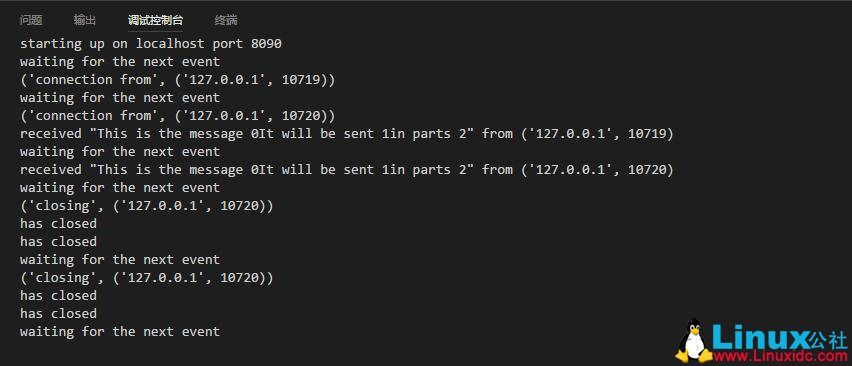 问题 输出 调试控制台 终端
starting up on localhost port 8090
waiting for the next event
('connection from', ('127.0.0.1', 10719))
waiting for the next event
('connection from', ('127.0.0.1', 10720))
received "This is the message 0It will be sent 1in parts 2" from ('127.0.0.1', 10719)
waiting for the next event
received "This is the message 0It will be sent 1in parts 2" from ('127.0.0.1', 10720)
waiting for the next event
('closing', ('127.0.0.1', 10720))
has closed
has closed
waiting for the next event
('closing', ('127.0.0.1', 10720))
has closed
has closed
waiting for the next event
Linux公社
www.Linuxidc.com